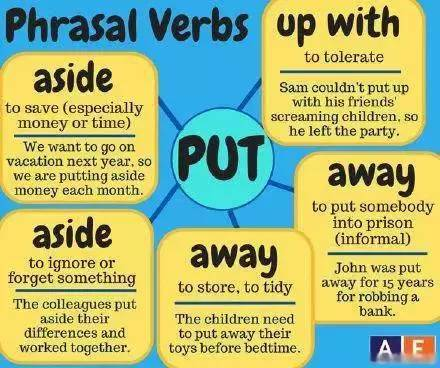 Phrasal Verbs
up with
to tolerate
Sam couldn't put up
with his friends'
screaming children, so
he left the party.
aside
to save (especially
money or time)
We want to go on
vacation next year, so
we are putting aside
money each month.
PUT
away
to put somebody
into prison
(informal)
John was put
away for 15 years
for robbing a
bank.
aside
to ignore or
forget something
The colleagues put
aside their
differences and
worked together.
away
to store, to tidy
The children need
to put away their
toys before bedtime.
A E